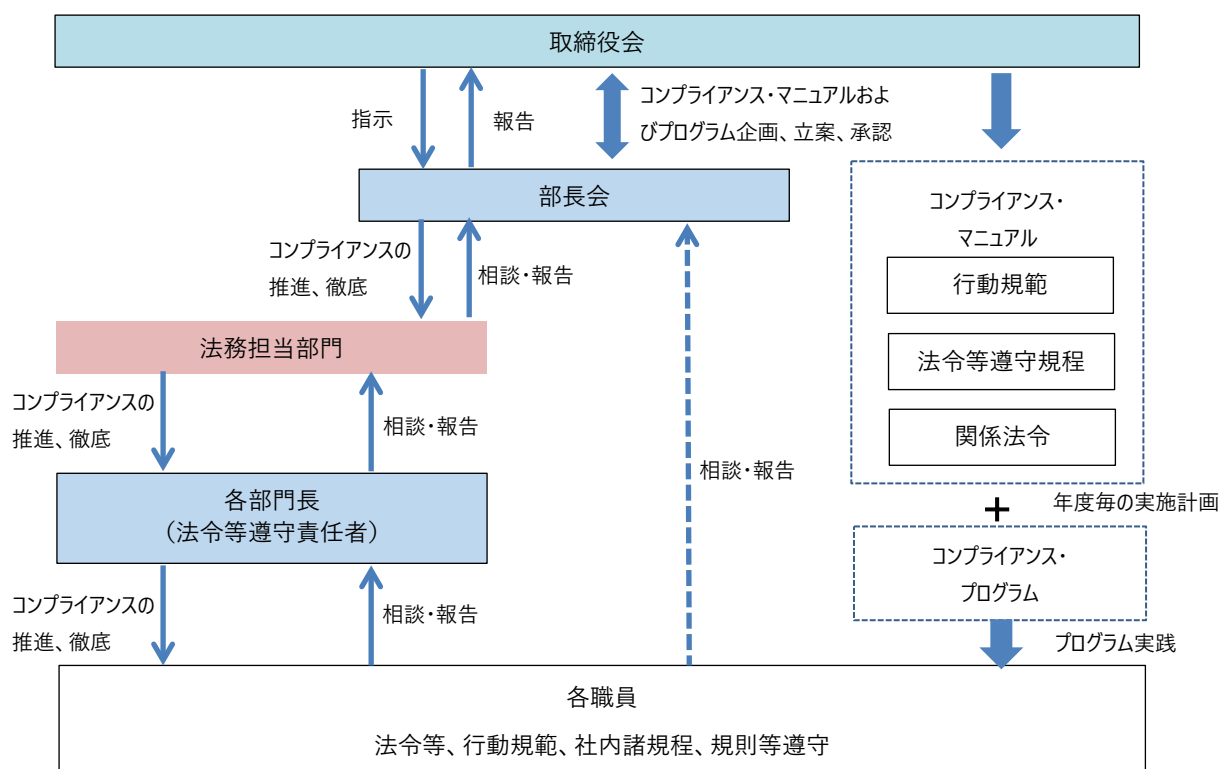 取締役会
指示
報告
コンプライアンス・マニュアルおよ
びプログラム企画、立案、承認
部長会
コンプライアンスの
推進、徹底
相談・報告
法務担当部門
コンプライアンスの
推進、徹底
相談・報告
各部門長
（法令等遵守責任者）
コンプライアンスの
推進、徹底
相談・報告
相談・報告
コンプライアンス・
マニュアル
行動規範
法令等遵守規程
関係法令
+
年度毎の実施計画
コンプライアンス・
プログラム
プログラム実践
各職員
法令等、行動規範、社内諸規程、規則等遵守